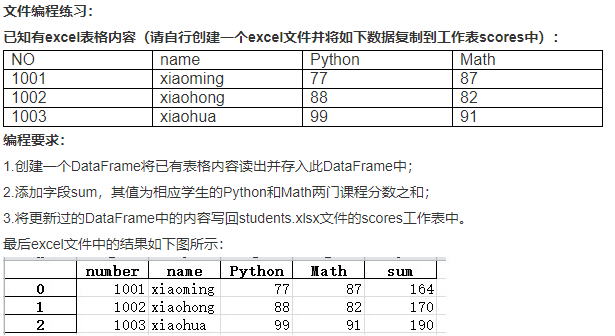 文件编程练习：
已知有excel表格内容（请自行创建一个excel文件并将如下数据复制到工作表scores中）：
NO name Python Math
1001 xiaoming 77 87
1002 xiaohong 88 82
1003 xiaohua 99 91
编程要求：
1.创建一个DataFrame将已有表格内容读出并存入此DataFrame中；
2.添加字段sum，其值为相应学生的Python和Math两门课程分数之和；
3.将更新过的DataFrame中的内容写回students.xlsx文件的scores工作表中。
最后excel文件中的结果如下图所示：
number name Python Math sum
0 1001 xiaoming 77 87 164
1 1002 xiaohong 88 82 170
2 1003 xiaohua 99 91 190